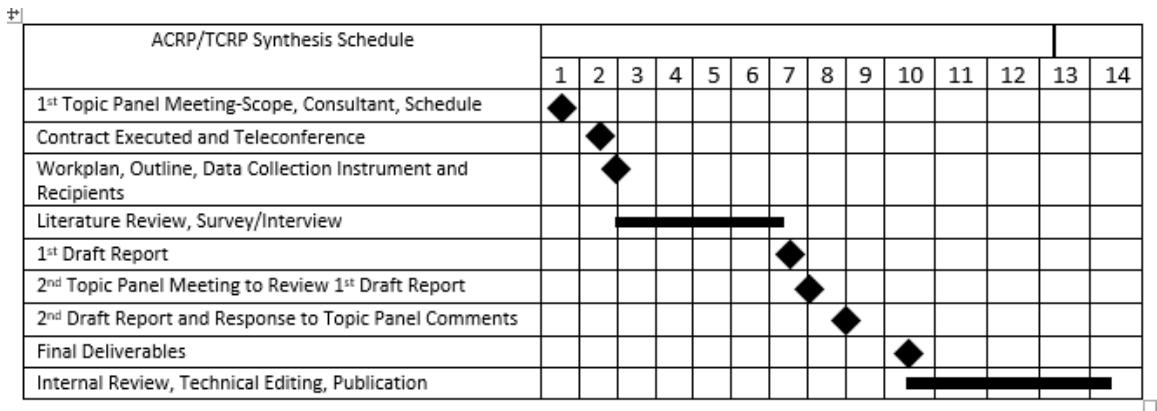 ACRP/TCRP Synthesis Schedule
1 2 3 4 5 6 7 8 9 10 11 12 13 14
1st Topic Panel Meeting-Scope, Consultant, Schedule
Contract Executed and Teleconference
Workplan, Outline, Data Collection Instrument and
Recipients
Literature Review, Survey/Interview
1st Draft Report
2nd Topic Panel Meeting to Review 1st Draft Report
2nd Draft Report and Response to Topic Panel Comments
Final Deliverables
Internal Review, Technical Editing, Publication